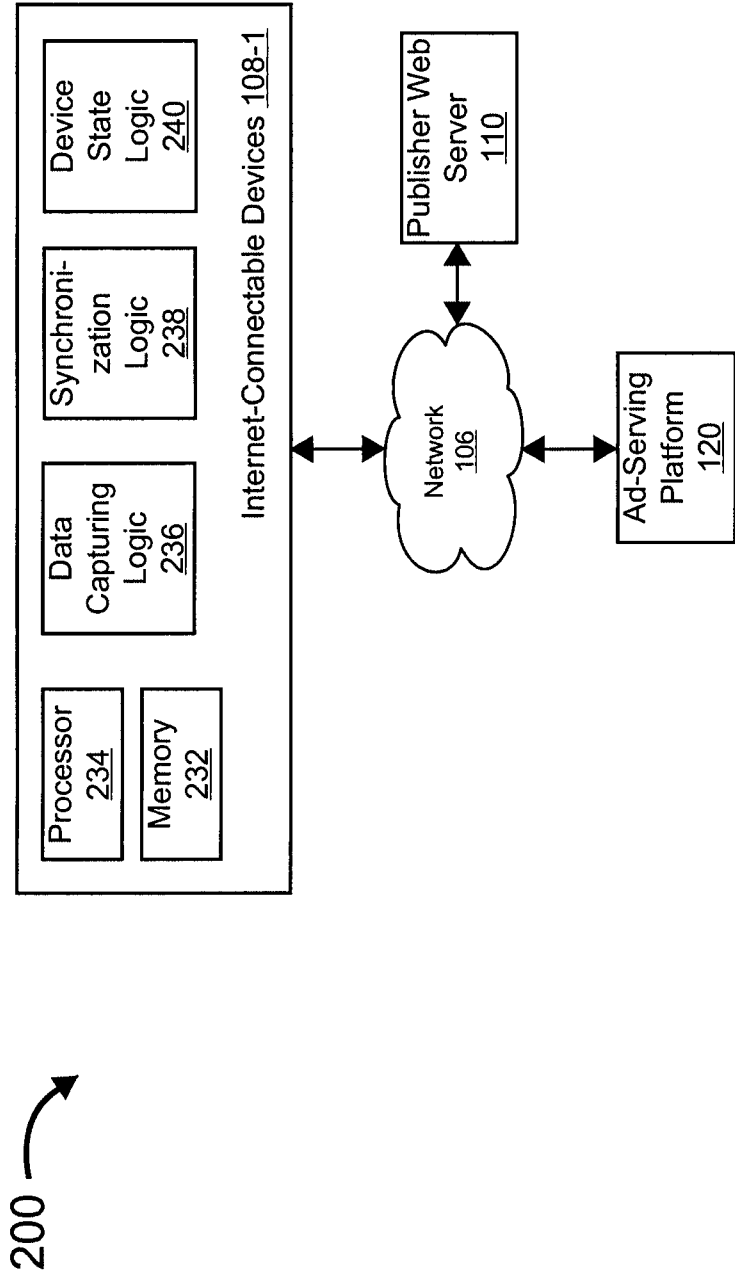 200
Processor
234
Memory
232
Data
Capturing
Logic
236
Synchroni-
zation
Logic
238
Device
State
Logic
240
Internet-Connectable Devices 108-1
Network
106
Publisher Web
Server
110
Ad-Serving
Platform
120